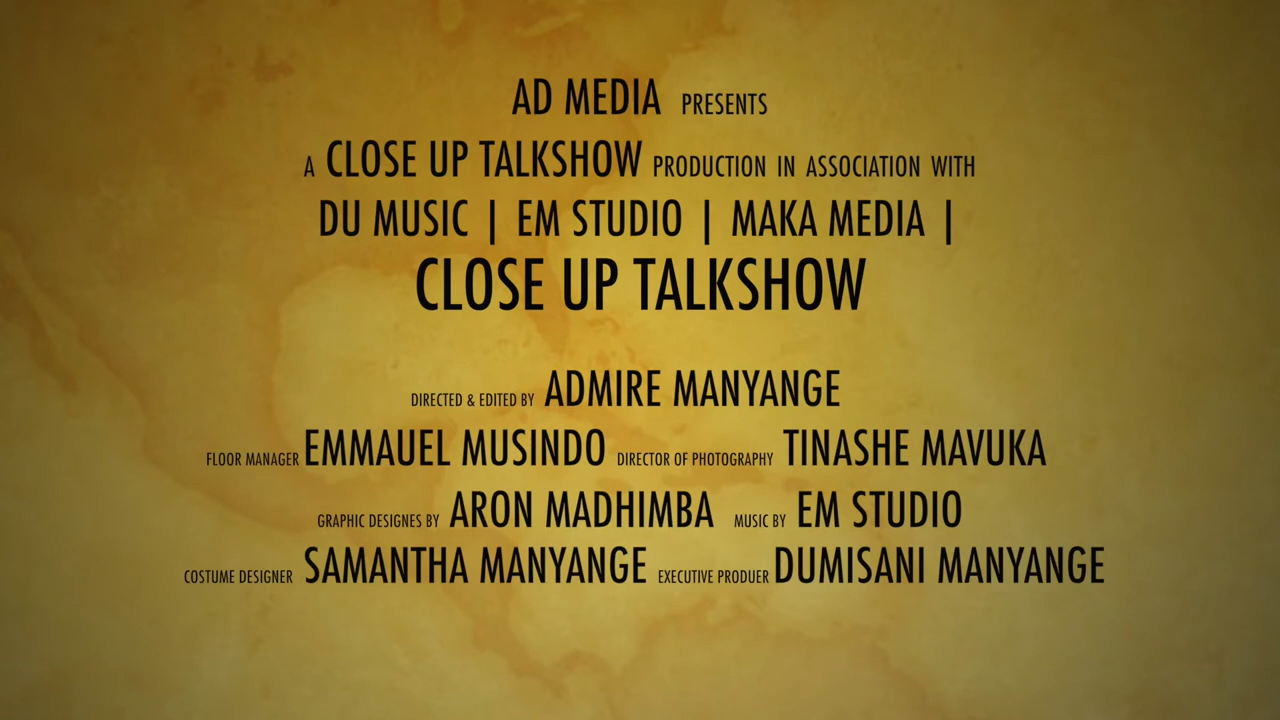 AD MEDIA PRESENTS
A CLOSE UP TALKSHOW PRODUCTION IN ASSOCIATION WITH
DU MUSIC | EM STUDIO | MAKA MEDIA |
CLOSE UP TALKSHOW
DIRECTED & EDITED BY ADMIRE MANYANGE
FLOOR MANAGER EMMAUEL MUSINDO DIRECTOR OF PHOTOGRAPHY TINASHE MAVUKA
GRAPHIC DESIGNES BY ARON MADHIMBA MUSIC BY EM STUDIO
COSTUME DESIGNER SAMANTHA MANYANGE EXECUTIVE PRODUER DUMISANI MANYANGE